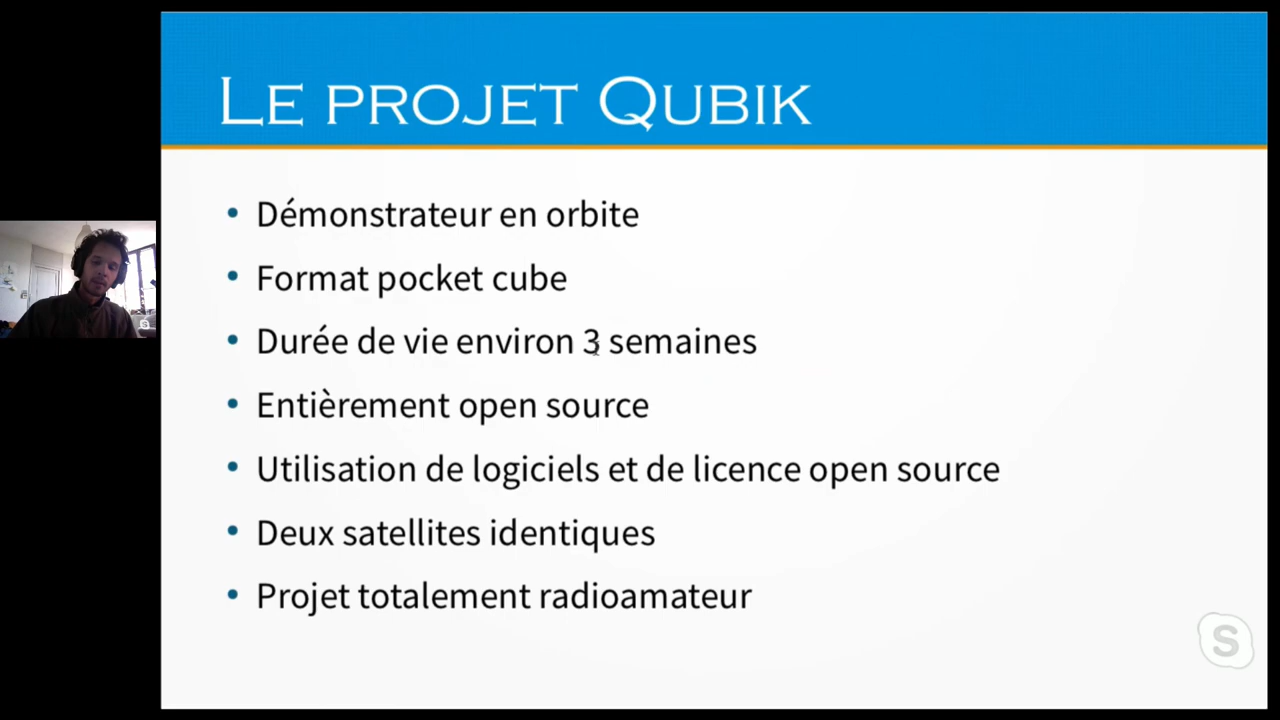 Le projet Qubik
Démonstrateur en orbite
Format pocket cube
Durée de vie environ 3 semaines
Entièrement open source
Utilisation de logiciels et de licence open source
Deux satellites identiques
Projet totalement radioamateur
S